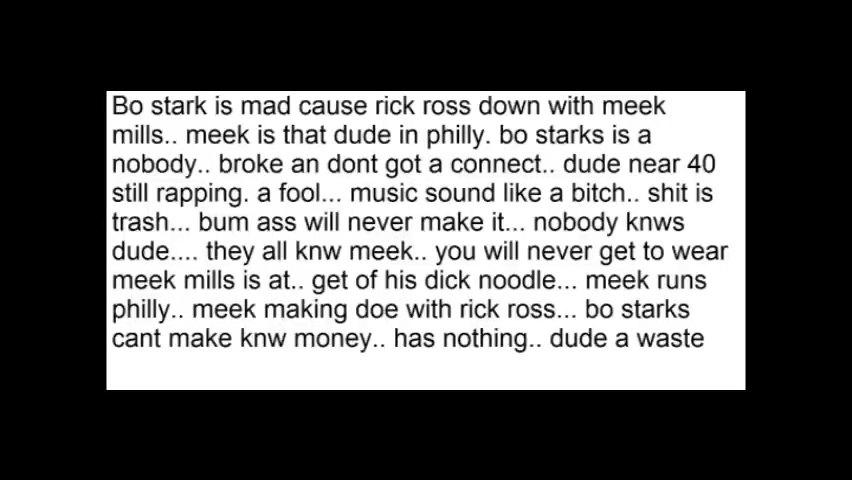 Bo stark is mad cause rick ross down with meek
mills.. meek is that dude in philly. bo starks is a
nobody.. broke an dont got a connect.. dude near 40
still rapping. a fool... music sound like a bitch.. shit is
trash... bum ass will never make it... nobody knws
dude.... they all knw meek.. you will never get to wear
meek mills is at.. get of his dick noodle... meek runs
philly.. meek making doe with rick ross... bo starks
cant make knw money.. has nothing.. dude a waste